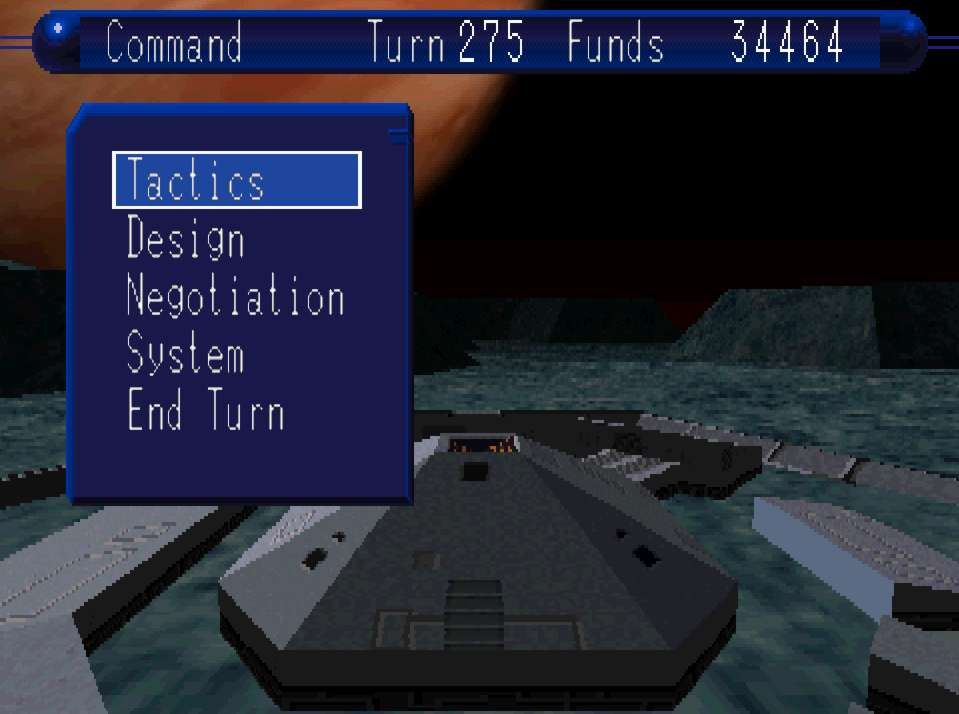 Command Turn 275 Funds 34464
Tactics
Design
Negotiation
System
End Turn